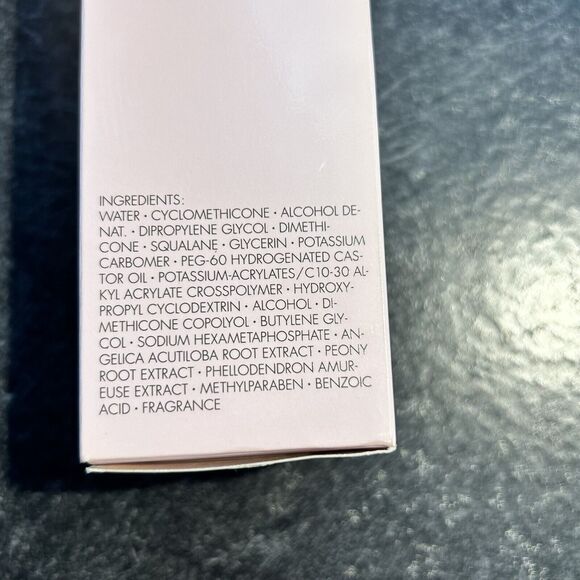 INGREDIENTS:
WATER • CYCLOMETHICONE • ALCOHOL DE-
NAT. • DIPROPYLENE GLYCOL • DIMETHI-
CONE • SQUALANE • GLYCERIN • POTASSIUM
CARBOMER • PEG-60 HYDROGENATED CAS-
TOR OIL • POTASSIUM-ACRYLATES/C10-30 AL-
KYL ACRYLATE CROSSPOLYMER • HYDROXY-
PROPYL CYCLODEXTRIN • ALCOHOL • DI-
METHICONE COPOLYOL • BUTYLENE GLY-
COL • SODIUM HEXAMETAPHOSPHATE • AN-
GELICA ACUTILOBA ROOT EXTRACT • PEONY
ROOT EXTRACT • PHELLODENDRON AMUR-
EUSE EXTRACT • METHYLPARABEN • BENZOIC
ACID • FRAGRANCE